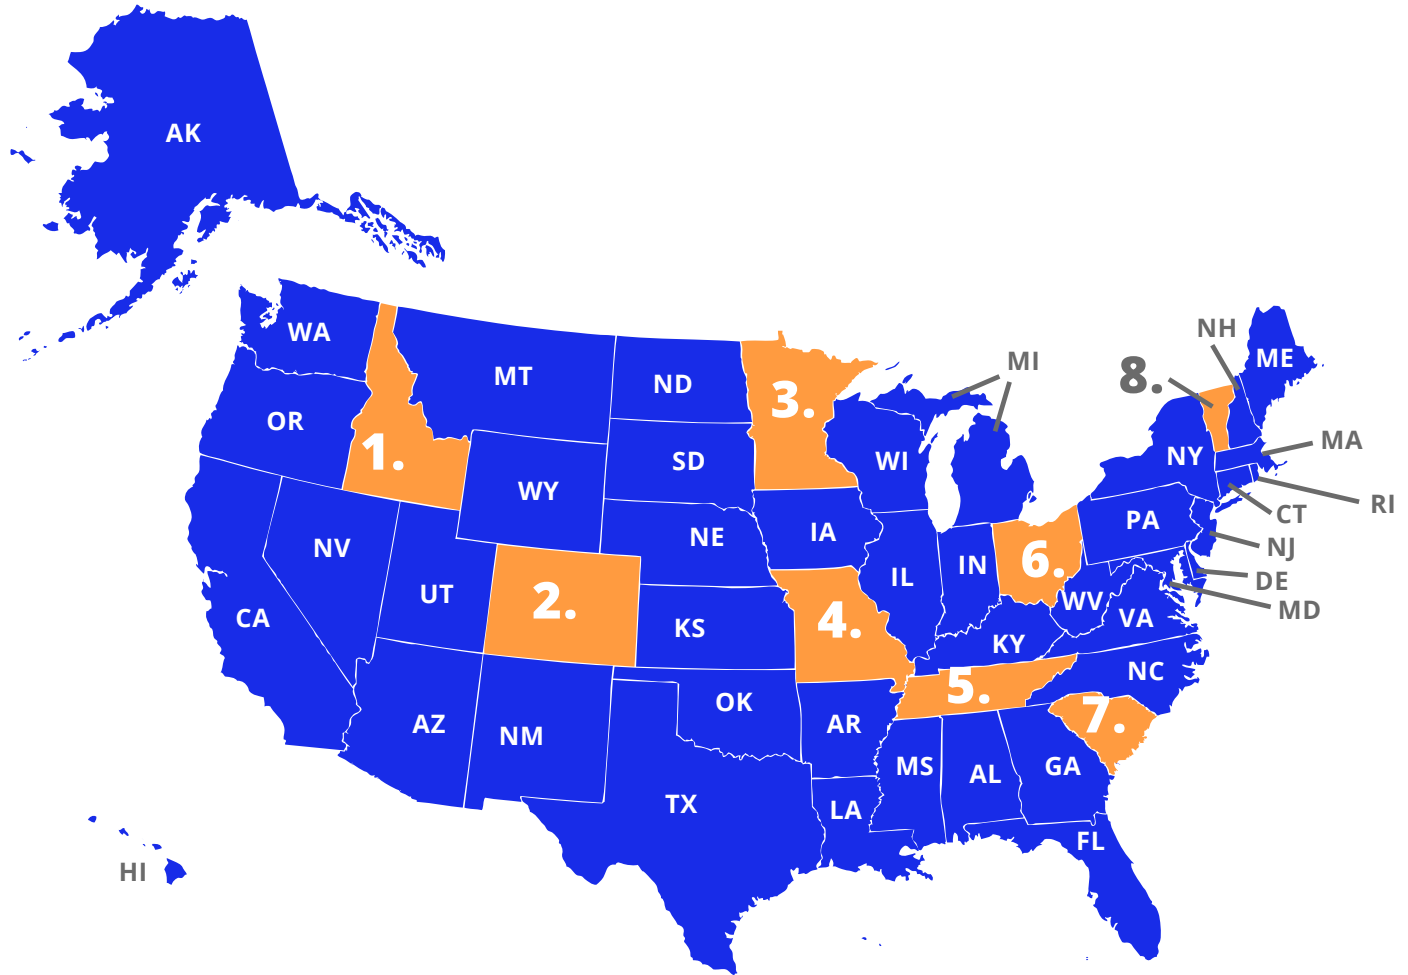 AK
WA
NH
ME
MI
MT
ND
8.
3.
OR
1.
MA
NY
SD
WI
WY
RI
CT
PA
IA
NE
NV
NJ
IN
6.
IL
DE
UT
2.
WV
MD
CA
VA
4.
KS
KY
NC
5.
OK
7.
AZ
NM
AR
MS
AL
GA
TX
LA
FL
HI